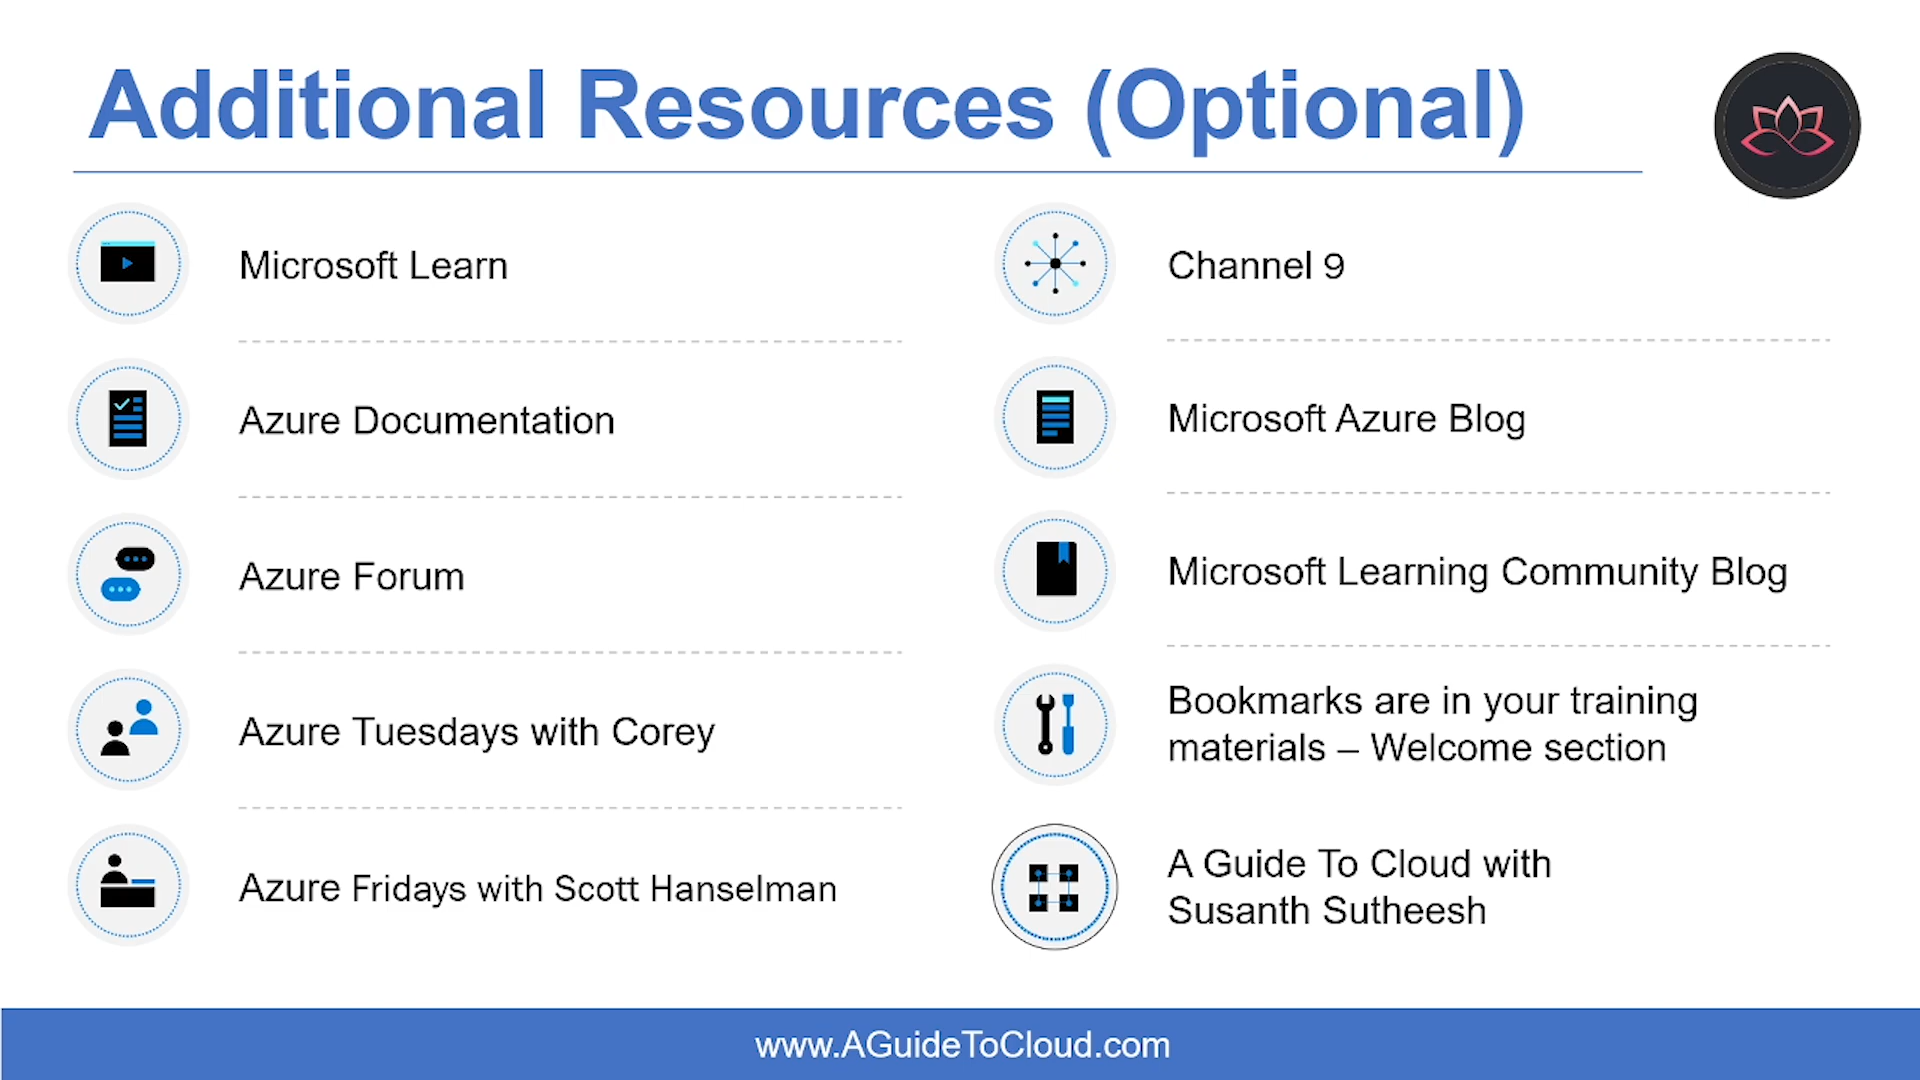 Additional Resources (Optional)
Microsoft Learn
Azure Documentation
Azure Forum
Azure Tuesdays with Corey
Azure Fridays with Scott Hanselman
Channel 9
Microsoft Azure Blog
Microsoft Learning Community Blog
Bookmarks are in your training
materials – Welcome section
A Guide To Cloud with
Susanth Sutheesh
www.AGuideToCloud.com